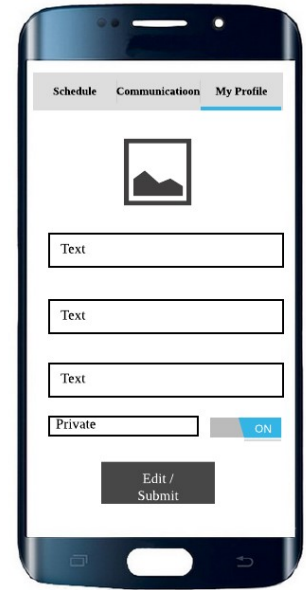 Schedule Communicatioon My Profile
Text
Text
Text
Private ON
Edit /
Submit